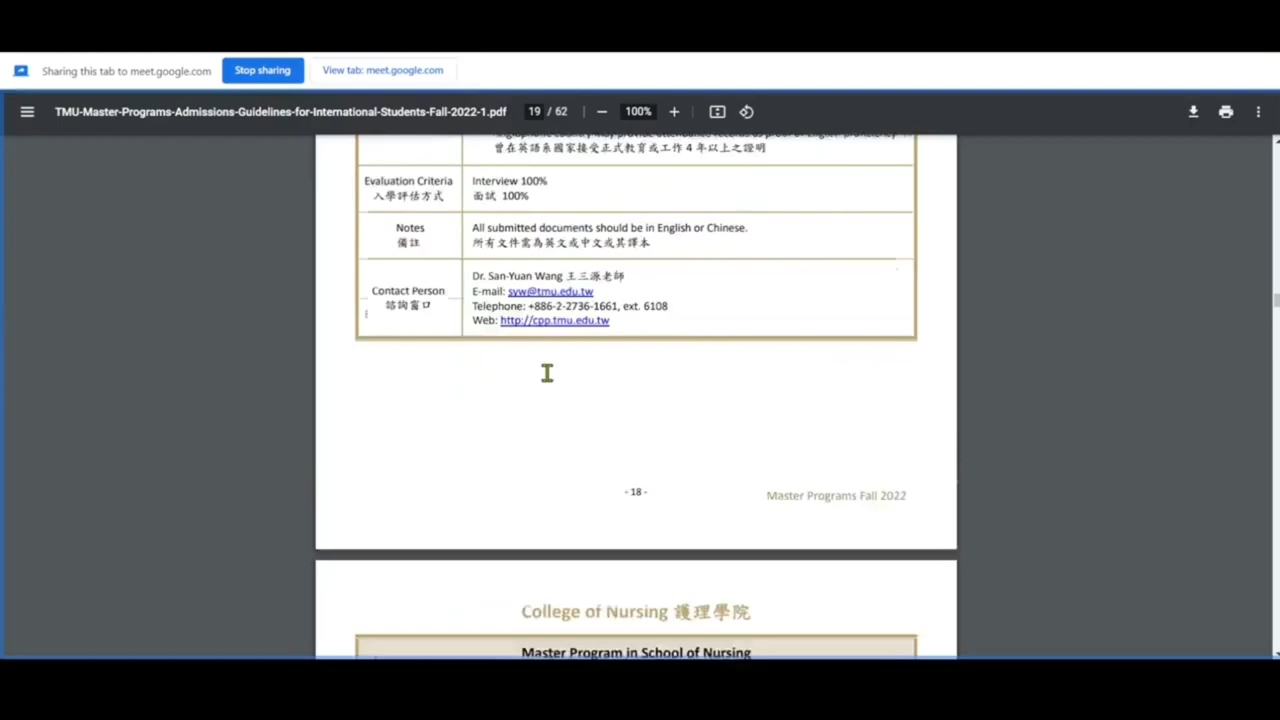 Sharing this tab to meet.google.com
Stop sharing
View tab: meet.google.com
TMU-Master-Programs-Admissions-Guidelines-for-International-Students-Fall-2022-1.pdf
19 / 62
100%
曾在英語系國家接受正式教育或工作 4 年以上之證明
Evaluation Criteria
入學評估方式
Interview 100%
面試 100%
Notes
備註
All submitted documents should be in English or Chinese.
所有文件需為英文或中文或其譯本
Contact Person
諮詢窗口
Dr. San-Yuan Wang 王三源老師
E-mail: syw@tmu.edu.tw
Telephone: +886-2-2736-1661, ext. 6108
Web: http://cpp.tmu.edu.tw
- 18 -
Master Programs Fall 2022
College of Nursing 護理學院
Master Program in School of Nursing